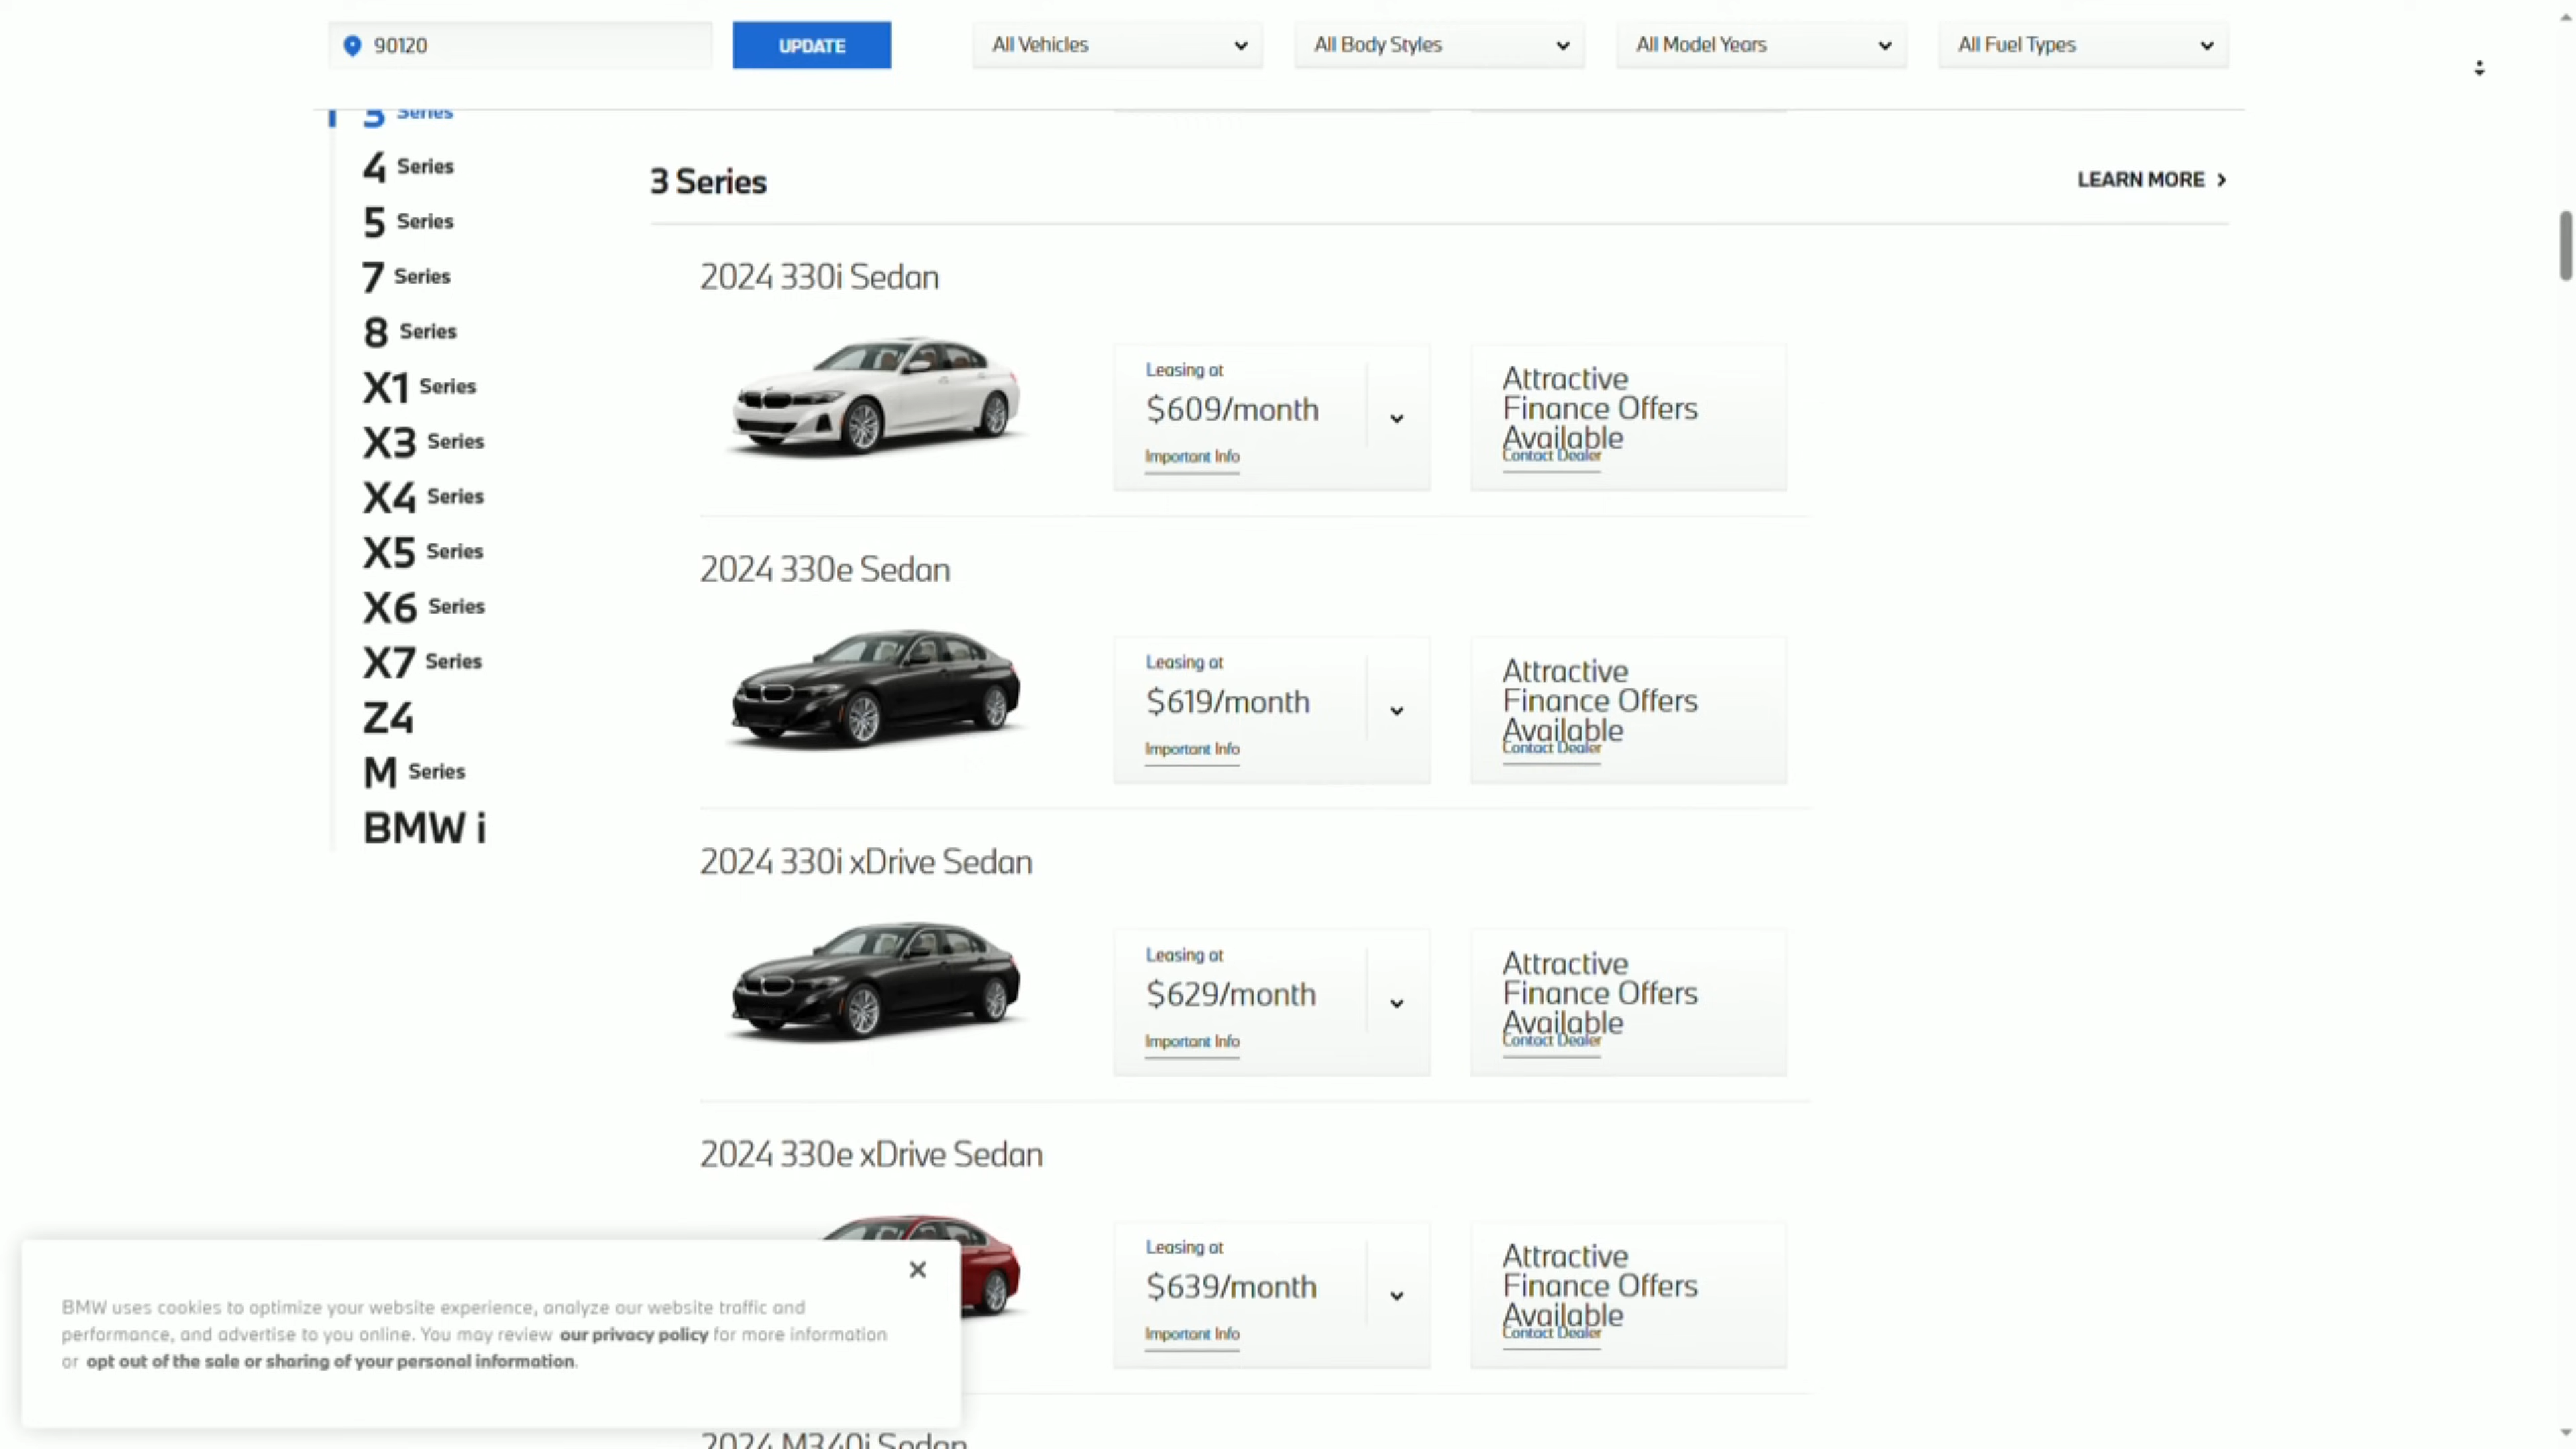 90120
UPDATE
All Vehicles
All Body Styles
All Model Years
All Fuel Types
3 Series
4 Series
5 Series
7 Series
8 Series
X1 Series
X3 Series
X4 Series
X5 Series
X6 Series
X7 Series
Z4
M Series
BMW i
3 Series
LEARN MORE
2024 330i Sedan
Leasing at
$609/month
Important Info
Attractive
Finance Offers
Available
Contact Dealer
2024 330e Sedan
Leasing at
$619/month
Important Info
Attractive
Finance Offers
Available
Contact Dealer
2024 330i xDrive Sedan
Leasing at
$629/month
Important Info
Attractive
Finance Offers
Available
Contact Dealer
2024 330e xDrive Sedan
Leasing at
$639/month
Important Info
Attractive
Finance Offers
Available
Contact Dealer
BMW uses cookies to optimize your website experience, analyze our website traffic and
performance, and advertise to you online. You may review our privacy policy for more information
or opt out of the sale or sharing of your personal information.
2024 M340i Sedan